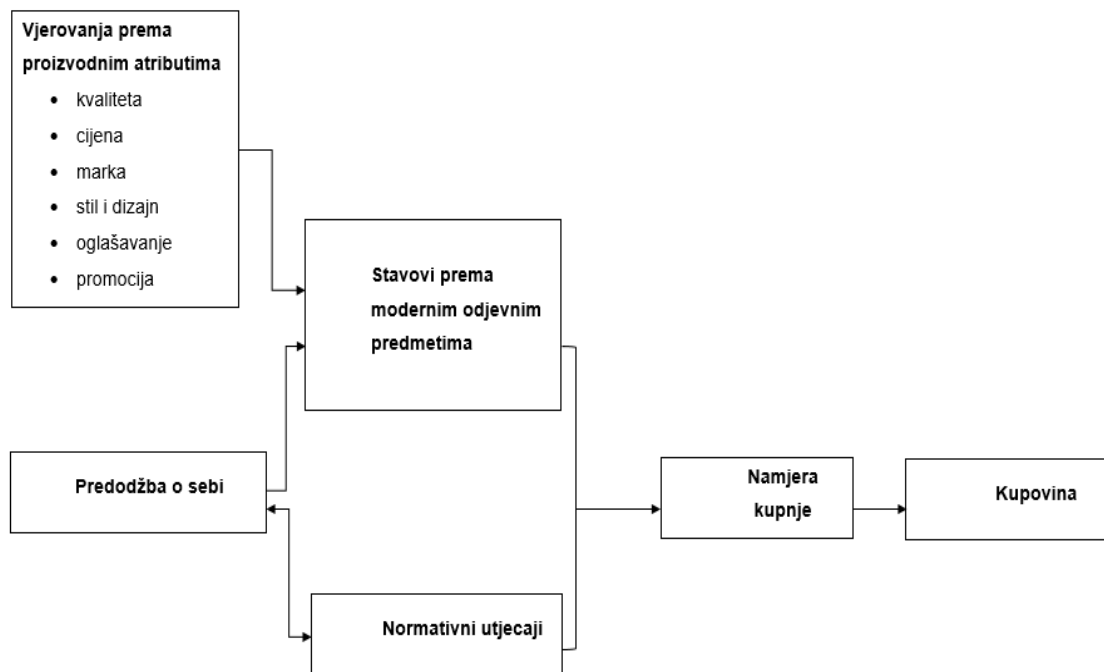 Vjerovanja prema
proizvodnim atributima
• kvaliteta
• cijena
• marka
• stil i dizajn
• oglašavanje
• promocija
Stavovi prema
modernim odjevnim
predmetima
Predodžba o sebi
Normativni utjecaji
Namjera
kupnje
Kupovina